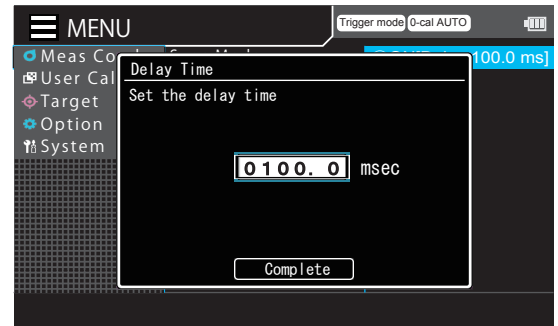 MENU
Trigger mode 0-cal AUTO
Meas Co
100.0 ms]
User Cal
Target
Option
System
Delay Time
Set the delay time
0100. 0 msec
Complete